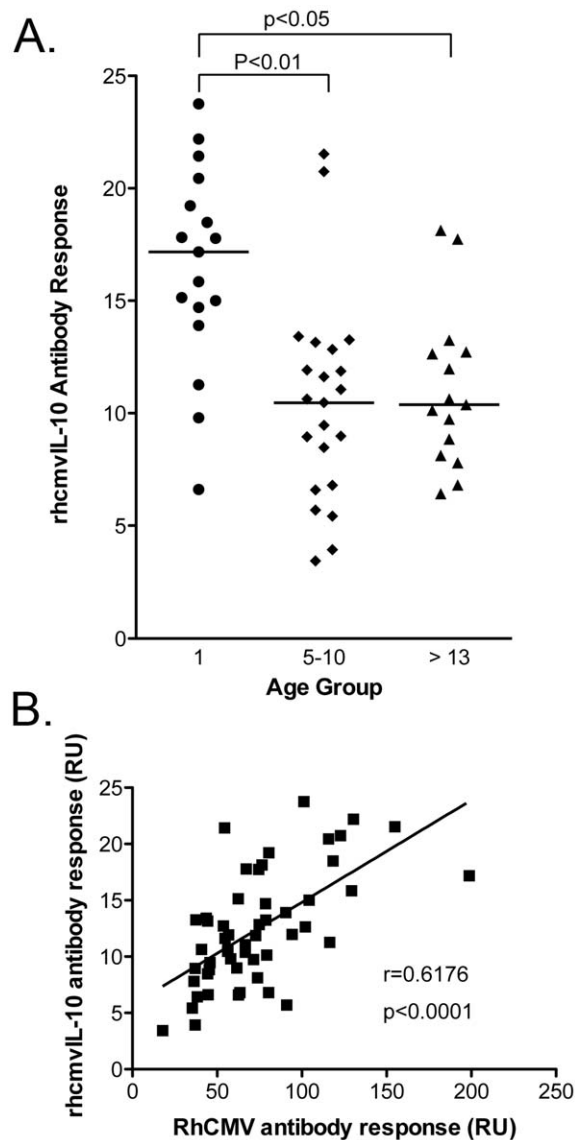 A.
p<0.05
P<0.01
25
20
15
10
5
0
rhcmvIL-10 Antibody Response
1 5-10 > 13
Age Group
B.
25
20
15
10
5
0
rhcmvIL-10 antibody response (RU)
r=0.6176
p<0.0001
0 50 100 150 200 250
RhCMV antibody response (RU)